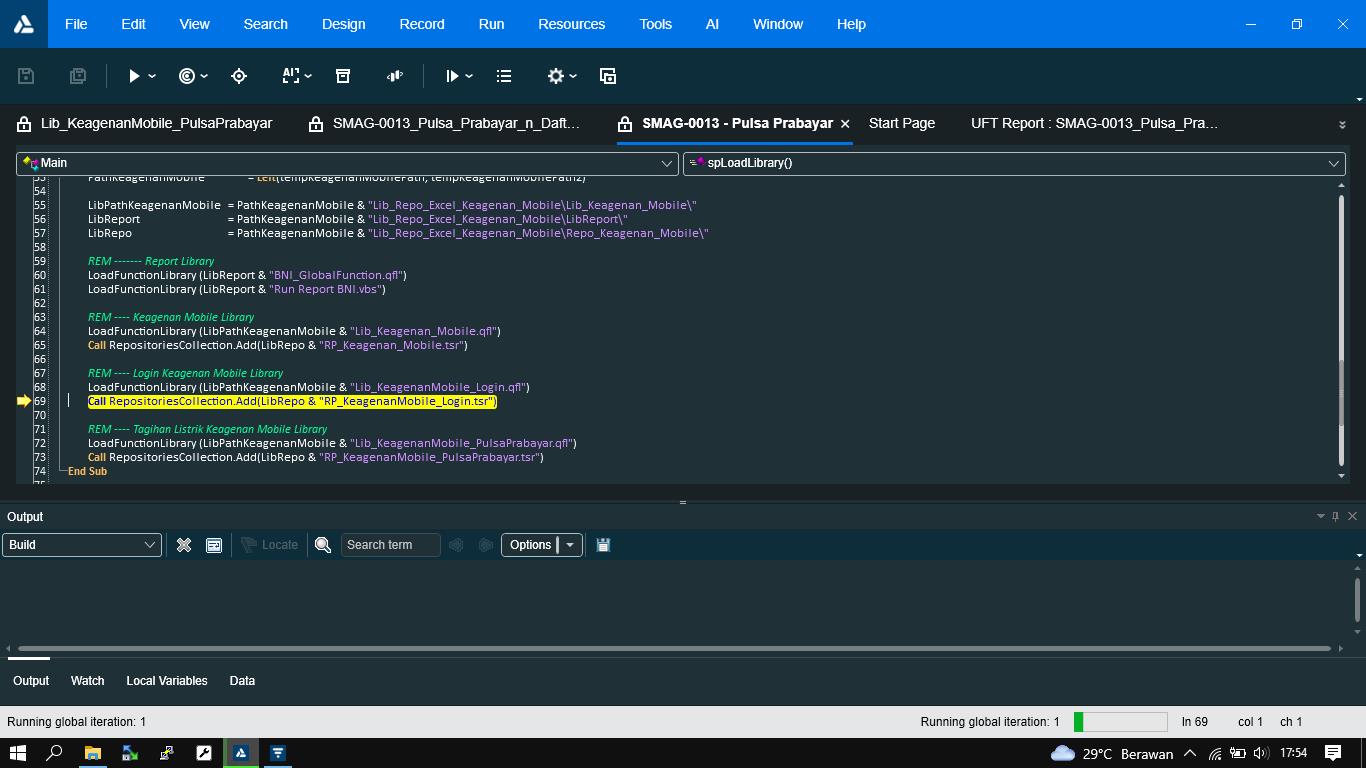 File Edit View Search Design Record Run Resources Tools AI Window Help
Lib_KeagenanMobile_PulsaPrabayar SMAG-0013_Pulsa_Prabayar_n_Daft... SMAG-0013 - Pulsa Prabayar Start Page UFT Report : SMAG-0013_Pulsa_Pra...
Main spLoadLibrary()
53 PathKeagenanMobile = Left(tempKeagenanMobilePath, tempKeagenanMobilePath2)
54
55 LibPathKeagenanMobile = PathKeagenanMobile & "Lib_Repo_Excel_Keagenan_Mobile\Lib_Keagenan_Mobile\"
56 LibReport = PathKeagenanMobile & "Lib_Repo_Excel_Keagenan_Mobile\LibReport\"
57 LibRepo = PathKeagenanMobile & "Lib_Repo_Excel_Keagenan_Mobile\Repo_Keagenan_Mobile\"
58
59 REM ------- Report Library
60 LoadFunctionLibrary (LibReport & "BNI_GlobalFunction.qfl")
61 LoadFunctionLibrary (LibReport & "Run Report BNI.vbs")
62
63 REM ---- Keagenan Mobile Library
64 LoadFunctionLibrary (LibPathKeagenanMobile & "Lib_Keagenan_Mobile.qfl")
65 Call RepositoriesCollection.Add(LibRepo & "RP_Keagenan_Mobile.tsr")
66
67 REM ---- Login Keagenan Mobile Library
68 LoadFunctionLibrary (LibPathKeagenanMobile & "Lib_KeagenanMobile_Login.qfl")
69 Call RepositoriesCollection.Add(LibRepo & "RP_KeagenanMobile_Login.tsr")
70
71 REM ---- Tagihan Listrik Keagenan Mobile Library
72 LoadFunctionLibrary (LibPathKeagenanMobile & "Lib_KeagenanMobile_PulsaPrabayar.qfl")
73 Call RepositoriesCollection.Add(LibRepo & "RP_KeagenanMobile_PulsaPrabayar.tsr")
74 End Sub
75
Output
Build Locate Search term Options
Output Watch Local Variables Data
Running global iteration: 1 Running global iteration: 1 ln 69 col 1 ch 1
29°C Berawan 17:54